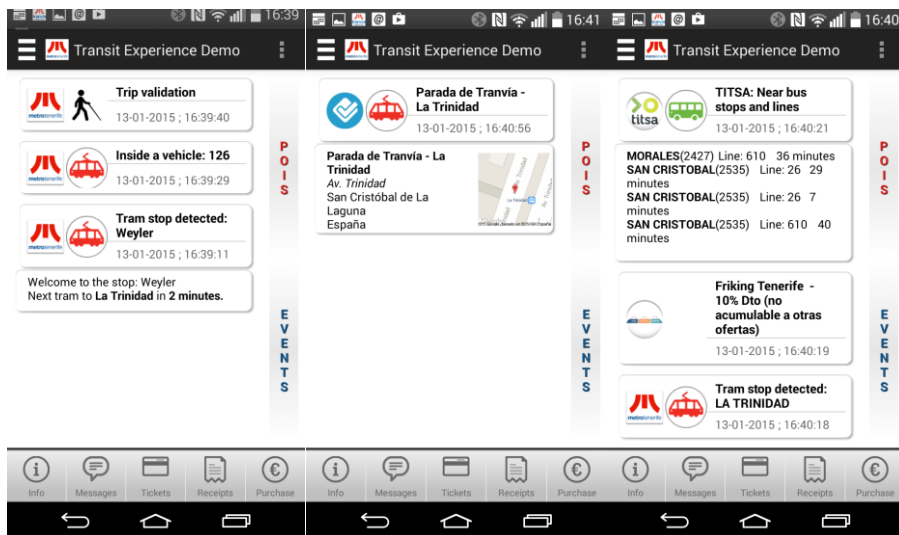 16:39
Transit Experience Demo
metrotenerife
Trip validation
13-01-2015 ; 16:39:40
metrotenerife
Inside a vehicle: 126
13-01-2015 ; 16:39:29
metrotenerife
Tram stop detected:
Weyler
13-01-2015 ; 16:39:11
Welcome to the stop: Weyler
Next tram to La Trinidad in 2 minutes.
POIS
EVENTS
Info
Messages
Tickets
Receipts
Purchase
16:41
Transit Experience Demo
Parada de Tranvía -
La Trinidad
13-01-2015 ; 16:40:56
Parada de Tranvía - La
Trinidad
Av. Trinidad
San Cristóbal de La
Laguna
España
POIS
EVENTS
Info
Messages
Tickets
Receipts
Purchase
16:40
Transit Experience Demo
titsa
TITSA: Near bus
stops and lines
13-01-2015 ; 16:40:21
MORALES(2427) Line: 610 36 minutes
SAN CRISTOBAL(2535) Line: 26 29
minutes
SAN CRISTOBAL(2535) Line: 26 7
minutes
SAN CRISTOBAL(2535) Line: 610 40
minutes
Friking Tenerife -
10% Dto (no
acumulable a otras
ofertas)
13-01-2015 ; 16:40:19
metrotenerife
Tram stop detected:
LA TRINIDAD
13-01-2015 ; 16:40:18
POIS
EVENTS
Info
Messages
Tickets
Receipts
Purchase